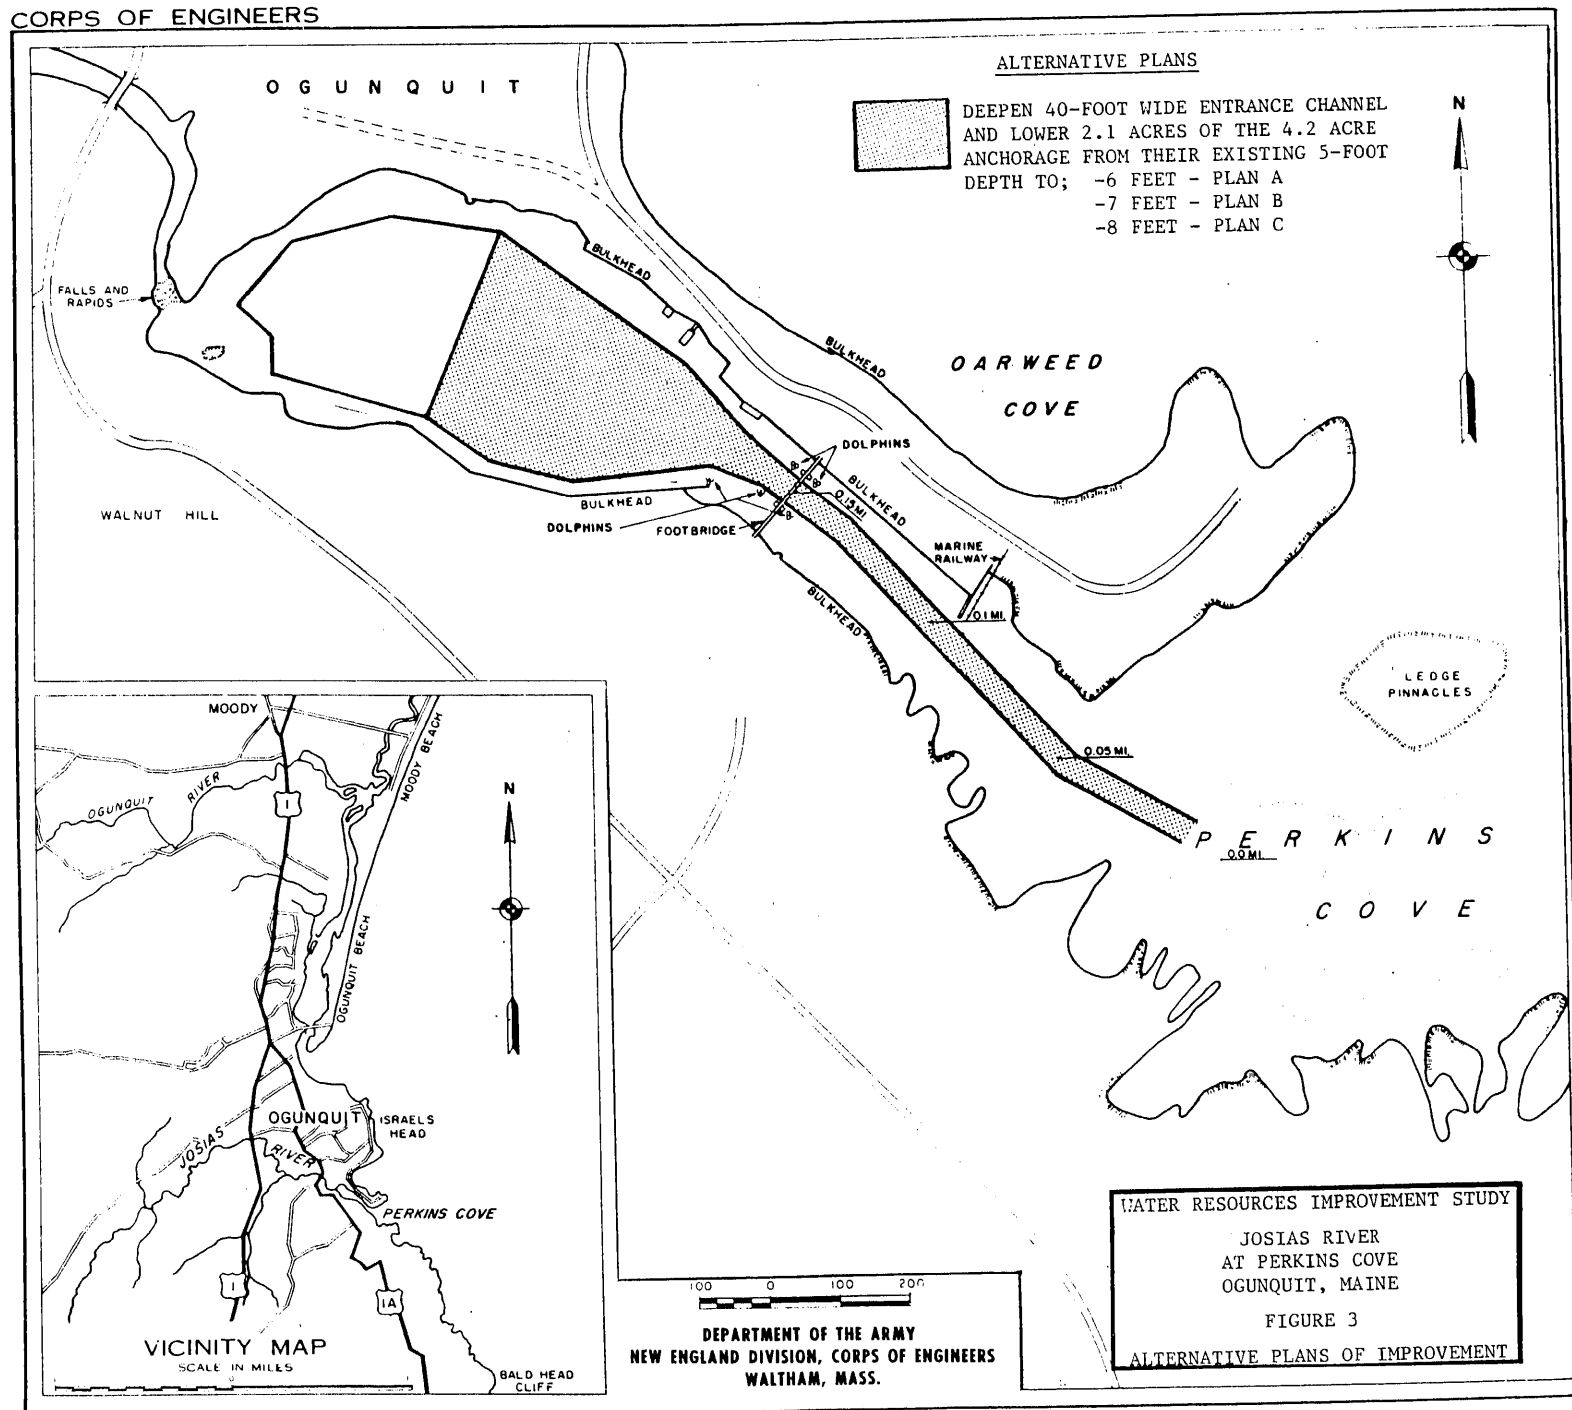 CORPS OF ENGINEERS
OGUNQUIT
ALTERNATIVE PLANS
DEEPEN 40-FOOT WIDE ENTRANCE CHANNEL
AND LOWER 2.1 ACRES OF THE 4.2 ACRE
ANCHORAGE FROM THEIR EXISTING 5-FOOT
DEPTH TO; -6 FEET - PLAN A
-7 FEET - PLAN B
-8 FEET - PLAN C
N
BULKHEAD
FALLS AND
RAPIDS
BULKHEAD
OARWEED
COVE
DOLPHINS
BULKHEAD
0.15 MI.
BULKHEAD
WALNUT HILL
DOLPHINS
FOOTBRIDGE
MARINE
RAILWAY
0.1 MI.
BULKHEAD
LEDGE
PINNACLES
0.05 MI.
PERKINS
0.0 MI.
COVE
MOODY
MOODY BEACH
OGUNQUIT RIVER
1
N
OGUNQUIT BEACH
OGUNQUIT
ISRAELS
HEAD
JOSIAS RIVER
PERKINS COVE
1
1A
VICINITY MAP
SCALE IN MILES
BALD HEAD
CLIFF
100 0 100 200
DEPARTMENT OF THE ARMY
NEW ENGLAND DIVISION, CORPS OF ENGINEERS
WALTHAM, MASS.
WATER RESOURCES IMPROVEMENT STUDY
JOSIAS RIVER
AT PERKINS COVE
OGUNQUIT, MAINE
FIGURE 3
ALTERNATIVE PLANS OF IMPROVEMENT